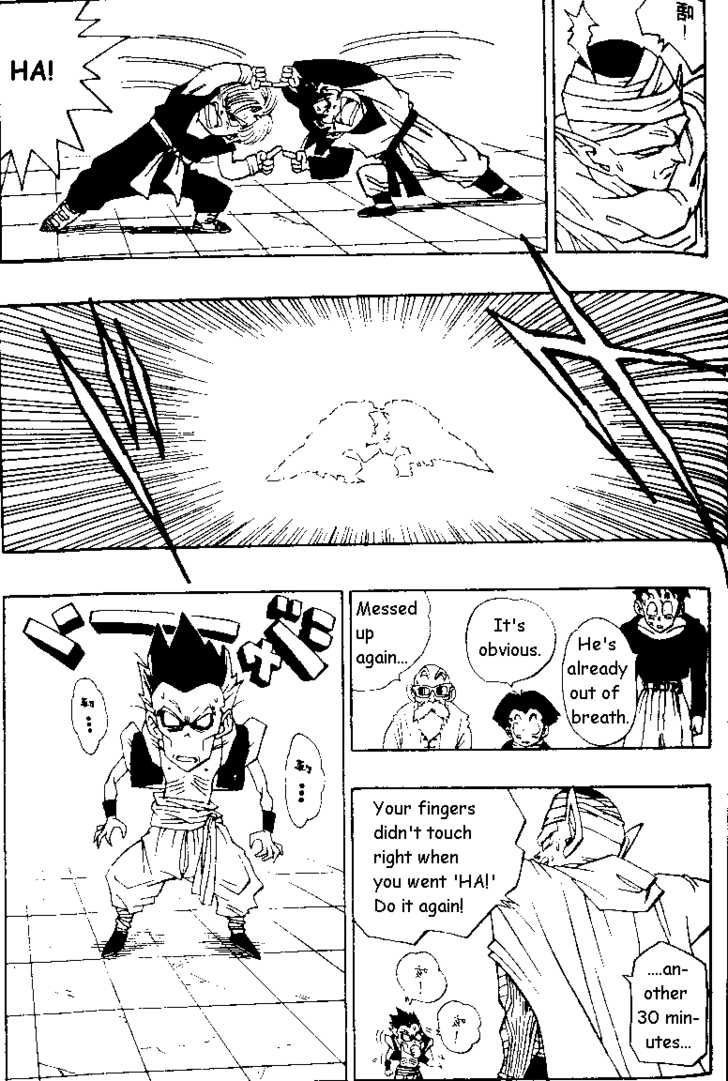 HA!
Messed
up
again...
It's
obvious.
He's
already
out of
breath.
Your fingers
didn't touch
right when
you went 'HA!'
Do it again!
....an-
other
30 min-
utes...